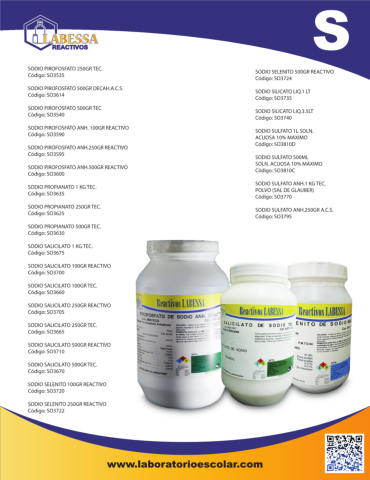 LABESSA
REACTIVOS
S
SODIO PIROFOSFATO 250GR TEC.
Código: SO3535
SODIO PIROFOSFATO 500GR DECAH.A.C.S.
Código: SO3614
SODIO PIROFOSFATO 500GR TEC.
Código: SO3540
SODIO PIROFOSFATO ANH. 100GR REACTIVO
Código: SO3590
SODIO PIROFOSFATO ANH.250GR REACTIVO
Código: SO3595
SODIO PIROFOSFATO ANH.500GR REACTIVO
Código: SO3600
SODIO PROPIANATO 1 KG TEC.
Código: SO3635
SODIO PROPIANATO 250GR TEC.
Código: SO3625
SODIO PROPIANATO 500GR TEC.
Código: SO3630
SODIO SALICILATO 1 KG TEC.
Código: SO3675
SODIO SALICILATO 100GR REACTIVO
Código: SO3700
SODIO SALICILATO 100GR TEC.
Código: SO3660
SODIO SALICILATO 250GR REACTIVO
Código: SO3705
SODIO SALICILATO 250GR TEC.
Código: SO3665
SODIO SALICILATO 500GR REACTIVO
Código: SO3710
SODIO SALICILATO 500GR TEC.
Código: SO3670
SODIO SELENITO 100GR REACTIVO
Código: SO3720
SODIO SELENITO 250GR REACTIVO
Código: SO3722
SODIO SELENITO 500GR REACTIVO
Código: SO3724
SODIO SILICATO LIQ.1 LT
Código: SO3735
SODIO SILICATO LIQ.3.5LT
Código: SO3740
SODIO SULFATO 1L SOLN.
ACUOSA 10% MAXIMO
Código: SO3810D
SODIO SULFATO 500ML
SOLN. ACUOSA 10% MAXIMO
Código: SO3810C
SODIO SULFATO ANH.1 KG TEC.
POLVO (SAL DE GLAUBER)
Código: SO3770
SODIO SULFATO ANH.250GR A.C.S.
Código: SO3795
Reactivos LABESSA
PIROFOSFATO DE SODIO ANH.
Reactivos LABESSA
SALICILATO DE SODIO
Reactivos LABESSA
ENITO DE SODIO
www.laboratorioescolar.com